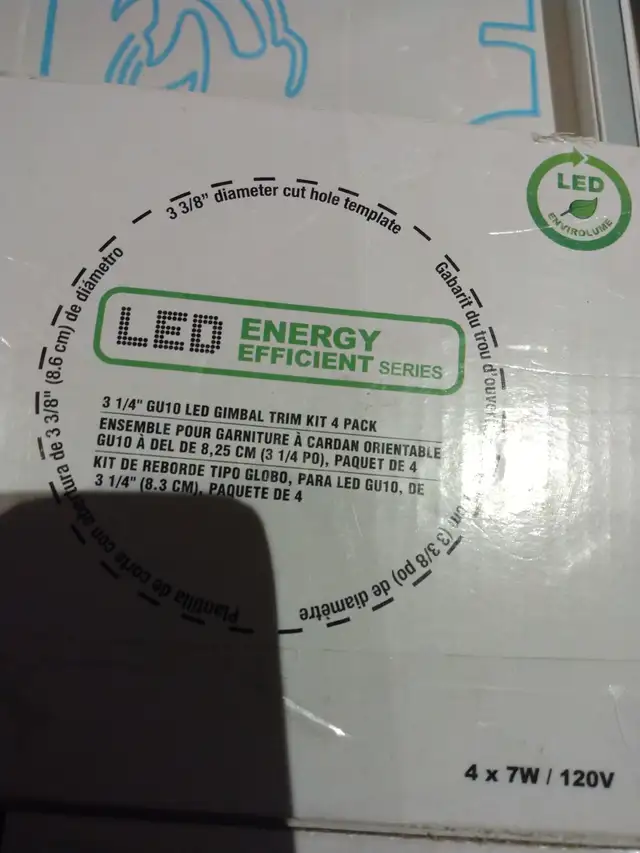 LED
ENVIROLUME
3 3/8" diameter cut hole template
Gabarit du trou d'ouver
cm (3 3/8 po) de diamètre
Plantilla de corte con abertura de 3 3/8" (8.6 cm) de diámetro
LED ENERGY
EFFICIENT SERIES
3 1/4" GU10 LED GIMBAL TRIM KIT 4 PACK
ENSEMBLE POUR GARNITURE À CARDAN ORIENTABLE
GU10 À DEL DE 8,25 CM (3 1/4 PO), PAQUET DE 4
KIT DE REBORDE TIPO GLOBO, PARA LED GU10, DE
3 1/4" (8.3 CM), PAQUETE DE 4
4 x 7W / 120V